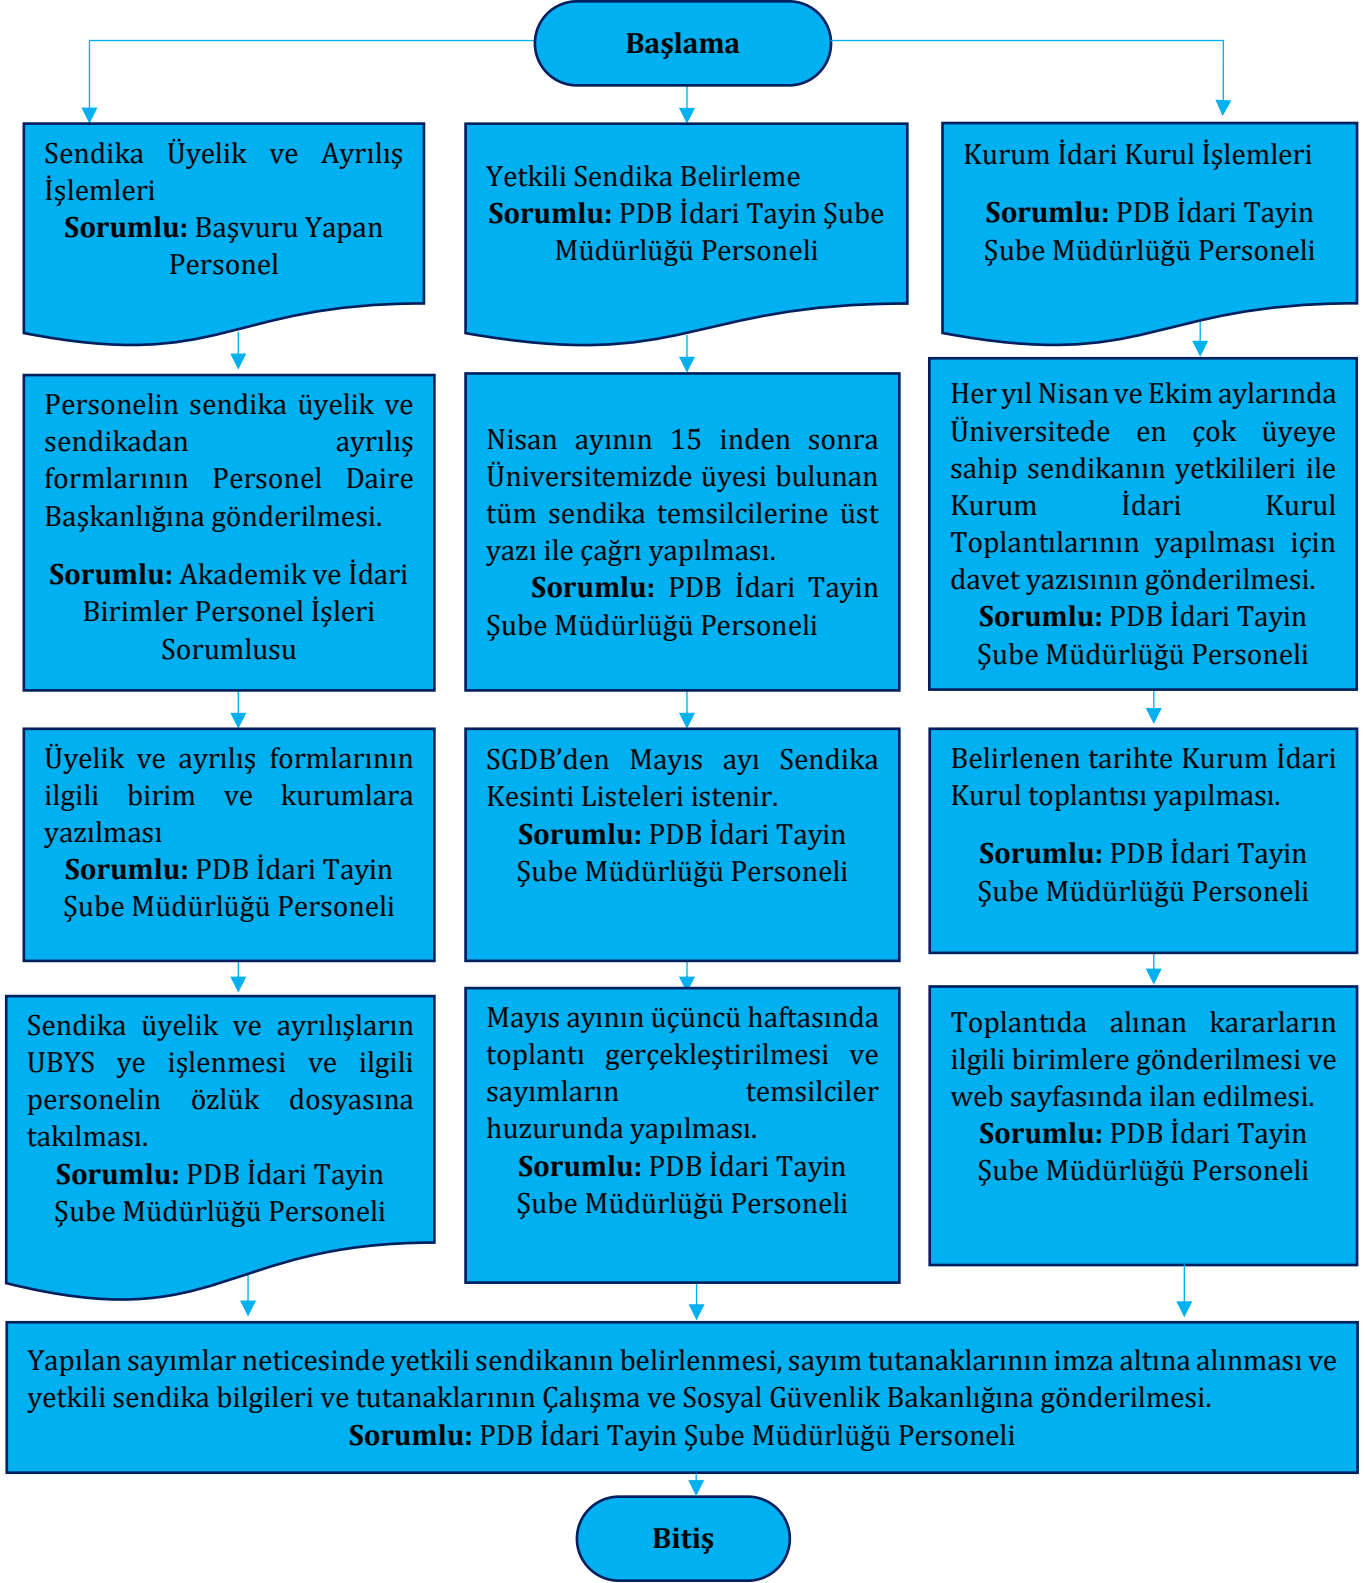 Başlama
Sendika Üyelik ve Ayrılış
İşlemleri
Sorumlu: Başvuru Yapan
Personel
Personelin sendika üyelik ve
sendikadan ayrılış
formlarının Personel Daire
Başkanlığına gönderilmesi.
Sorumlu: Akademik ve İdari
Birimler Personel İşleri
Sorumlusu
Üyelik ve ayrılış formlarının
ilgili birim ve kurumlara
yazılması
Sorumlu: PDB İdari Tayin
Şube Müdürlüğü Personeli
Sendika üyelik ve ayrılışların
UBYS ye işlenmesi ve ilgili
personelin özlük dosyasına
takılması.
Sorumlu: PDB İdari Tayin
Şube Müdürlüğü Personeli
Yetkili Sendika Belirleme
Sorumlu: PDB İdari Tayin Şube
Müdürlüğü Personeli
Nisan ayının 15 inden sonra
Üniversitemizde üyesi bulunan
tüm sendika temsilcilerine üst
yazı ile çağrı yapılması.
Sorumlu: PDB İdari Tayin
Şube Müdürlüğü Personeli
SGDB’den Mayıs ayı Sendika
Kesinti Listeleri istenir.
Sorumlu: PDB İdari Tayin
Şube Müdürlüğü Personeli
Mayıs ayının üçüncü haftasında
toplantı gerçekleştirilmesi ve
sayımların temsilciler
huzurunda yapılması.
Sorumlu: PDB İdari Tayin
Şube Müdürlüğü Personeli
Kurum İdari Kurul İşlemleri
Sorumlu: PDB İdari Tayin
Şube Müdürlüğü Personeli
Her yıl Nisan ve Ekim aylarında
Üniversitede en çok üyeye
sahip sendikanın yetkilileri ile
Kurum İdari Kurul
Toplantılarının yapılması için
davet yazısının gönderilmesi.
Sorumlu: PDB İdari Tayin
Şube Müdürlüğü Personeli
Belirlenen tarihte Kurum İdari
Kurul toplantısı yapılması.
Sorumlu: PDB İdari Tayin
Şube Müdürlüğü Personeli
Toplantıda alınan kararların
ilgili birimlere gönderilmesi ve
web sayfasında ilan edilmesi.
Sorumlu: PDB İdari Tayin
Şube Müdürlüğü Personeli
Yapılan sayımlar neticesinde yetkili sendikanın belirlenmesi, sayım tutanaklarının imza altına alınması ve
yetkili sendika bilgileri ve tutanaklarının Çalışma ve Sosyal Güvenlik Bakanlığına gönderilmesi.
Sorumlu: PDB İdari Tayin Şube Müdürlüğü Personeli
Bitiş